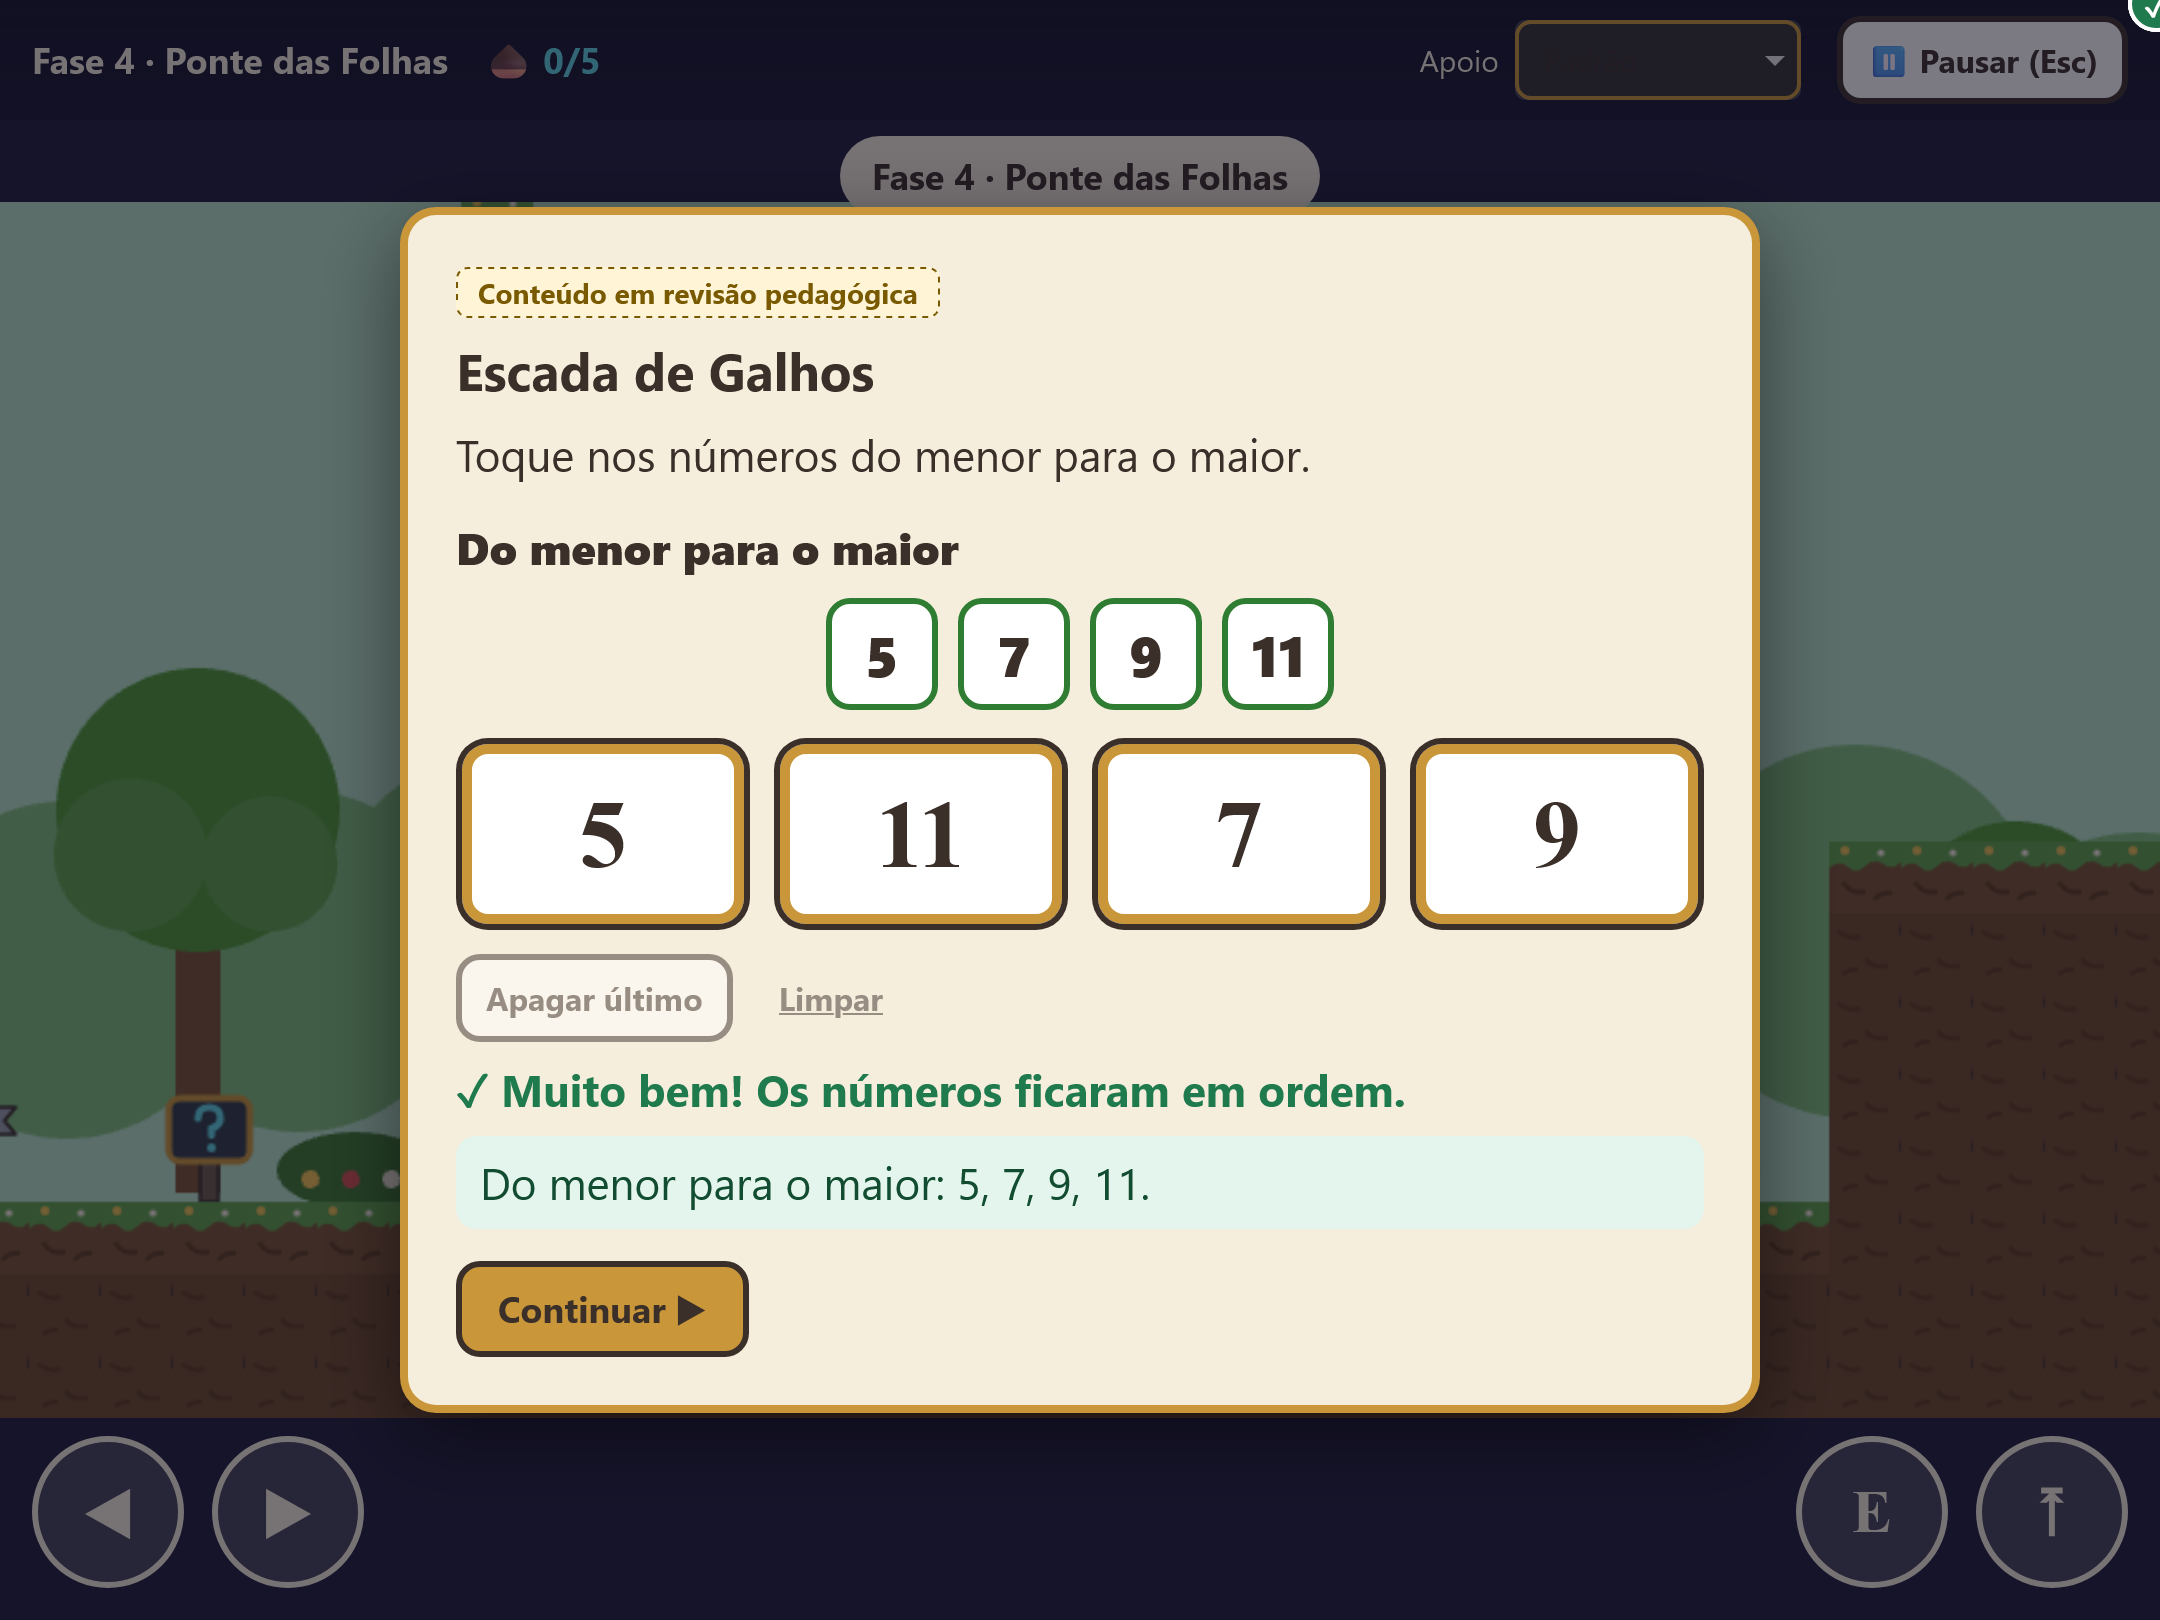 Fase 4 · Ponte das Folhas
0/5
Apoio
Pausar (Esc)
Fase 4 · Ponte das Folhas
Conteúdo em revisão pedagógica
Escada de Galhos
Toque nos números do menor para o maior.
Do menor para o maior
5 7 9 11
5 11 7 9
Apagar último Limpar
✓ Muito bem! Os números ficaram em ordem.
?
Do menor para o maior: 5, 7, 9, 11.
Continuar ▶
◀ ▶ E ⤒